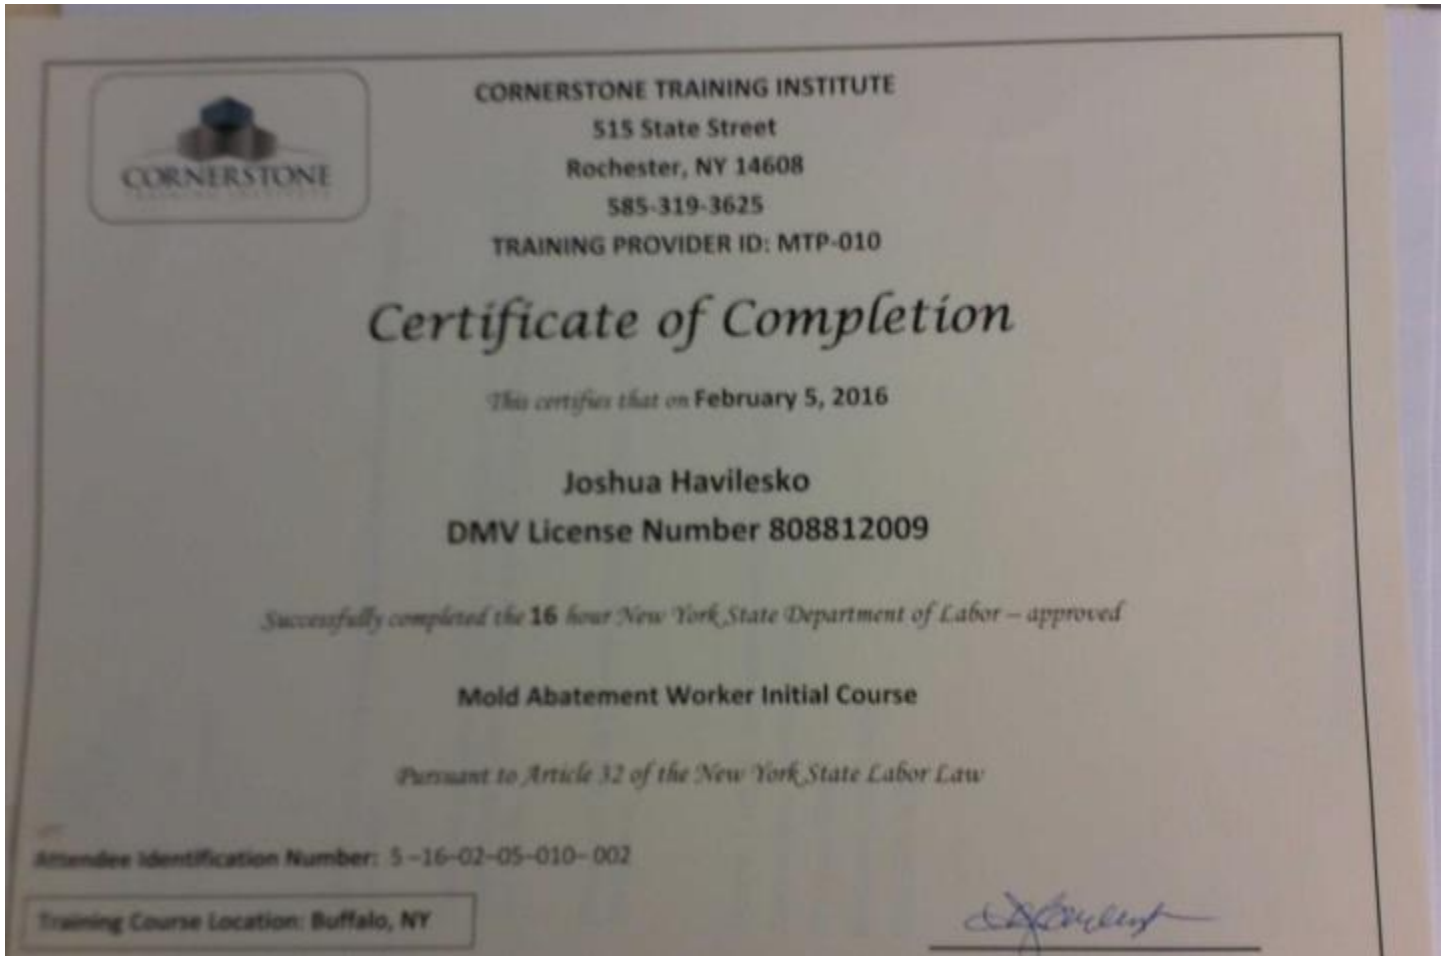 CORNERSTONE
TRAINING INSTITUTE
CORNERSTONE TRAINING INSTITUTE
515 State Street
Rochester, NY 14608
585-319-3625
TRAINING PROVIDER ID: MTP-010
Certificate of Completion
This certifies that on February 5, 2016
Joshua Havilesko
DMV License Number 808812009
Successfully completed the 16 hour New York State Department of Labor – approved
Mold Abatement Worker Initial Course
Pursuant to Article 32 of the New York State Labor Law
Attendee Identification Number: 5 –16–02–05–010– 002
Training Course Location: Buffalo, NY